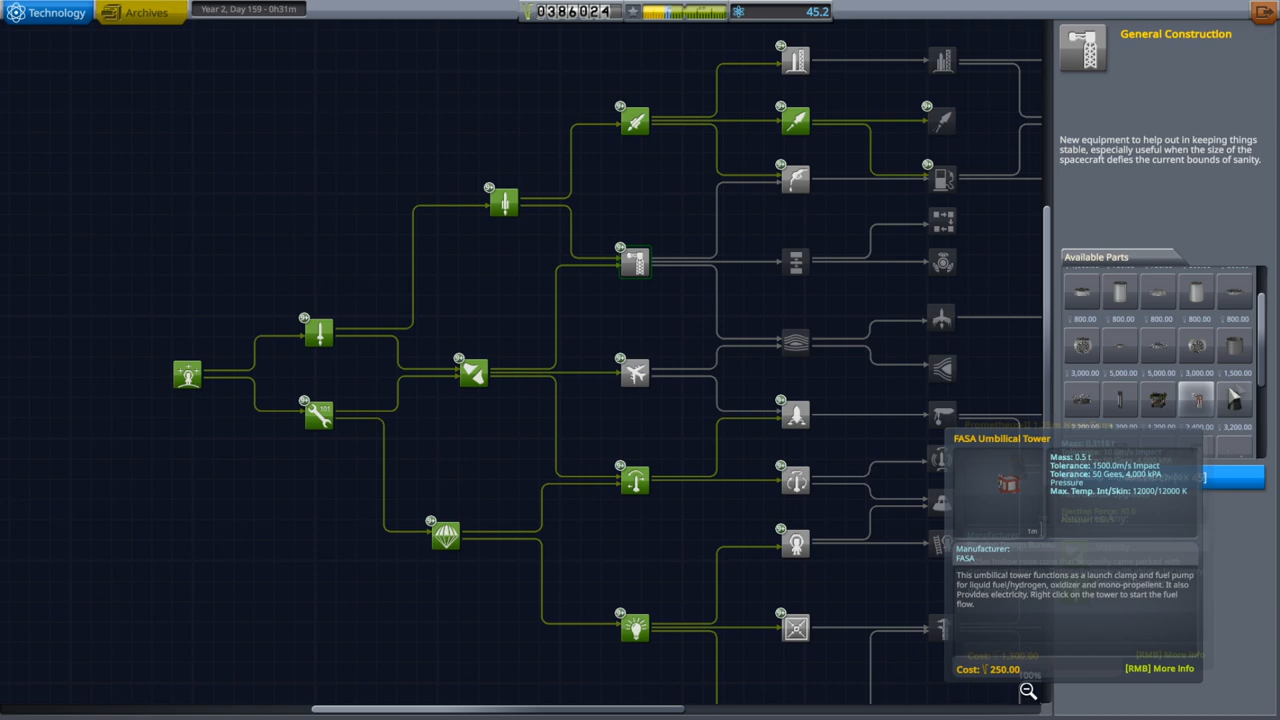 Technology
Archives
Year 2, Day 159 - 0h31m
0386024
45.2
General Construction
New equipment to help out in keeping things
stable, especially useful when the size of the
spacecraft defies the current bounds of sanity.
Available Parts
800.00 800.00 800.00 800.00 800.00
3,000.00 5,000.00 5,000.00 3,000.00 1,500.00
3,400.00 3,200.00
FASA Umbilical Tower
Mass: 0.5 t
Tolerance: 1500.0m/s Impact
Tolerance: 50 Gees, 4,000 kPA
Pressure
Max. Temp. Int/Skin: 12000/12000 K
1m
Manufacturer:
FASA
This umbilical tower functions as a launch clamp and fuel pump
for liquid fuel/hydrogen, oxidizer and mono-propellent. It also
Provides electricity. Right click on the tower to start the fuel
flow.
Cost: 250.00
[RMB] More Info
100%